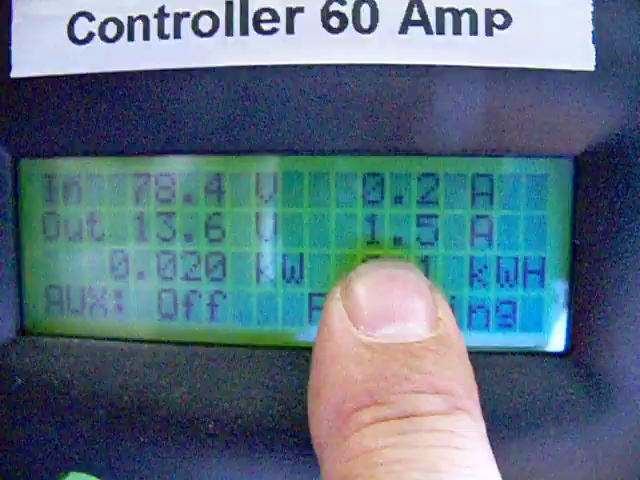 Controller 60 Amp
In 78.4 V 0.2 A
Out 13.6 V 1.5 A
0.020 kW kWH
AUX: Off